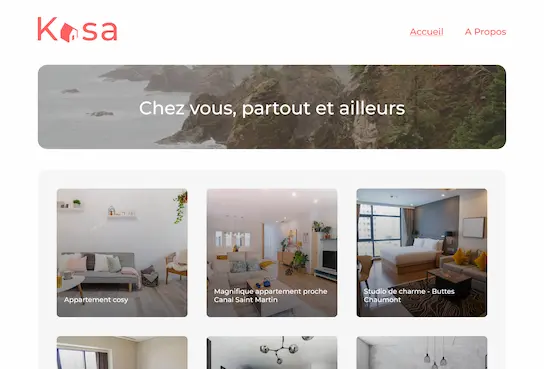 Kasa
Accueil
A Propos
Chez vous, partout et ailleurs
Appartement cosy
Magnifique appartement proche
Canal Saint Martin
Studio de charme - Buttes
Chaumont